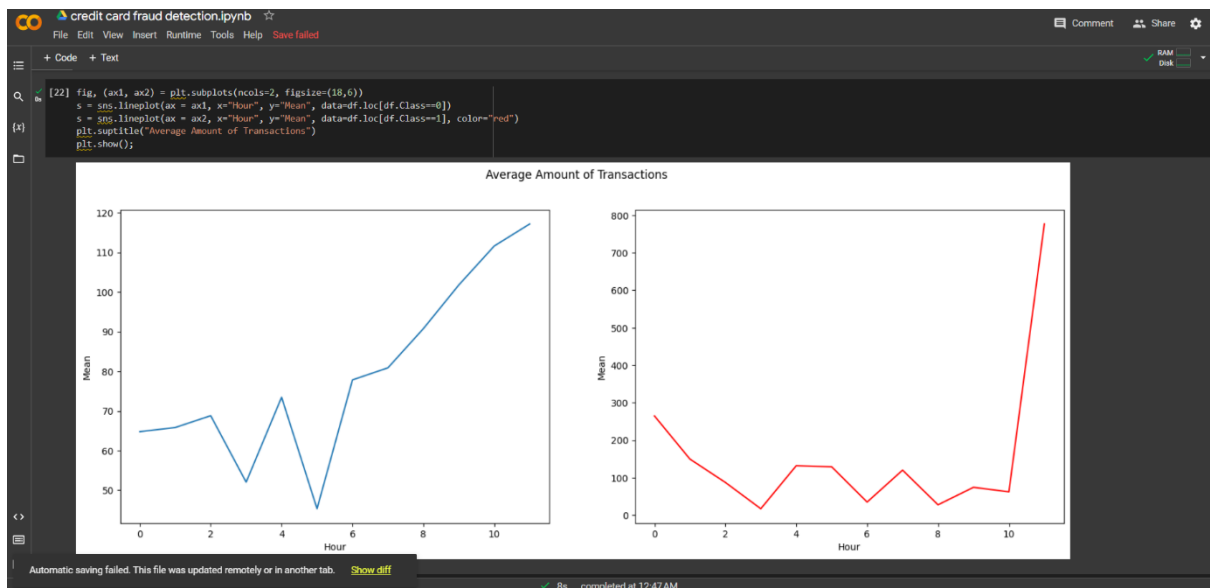 credit card fraud detection.ipynb
Comment Share
File Edit View Insert Runtime Tools Help Save failed
+ Code + Text
RAM
Disk
{x}
[22] fig, (ax1, ax2) = plt.subplots(ncols=2, figsize=(18,6))
0s
s = sns.lineplot(ax = ax1, x="Hour", y="Mean", data=df.loc[df.Class==0])
s = sns.lineplot(ax = ax2, x="Hour", y="Mean", data=df.loc[df.Class==1], color="red")
plt.suptitle("Average Amount of Transactions")
plt.show();
Average Amount of Transactions
120
110
100
90
80
70
60
50
Mean
0 2 4 6 8 10
Hour
800
700
600
500
400
300
200
100
0
Mean
0 2 4 6 8 10
Hour
<>
Automatic saving failed. This file was updated remotely or in another tab. Show diff
8s completed at 12:47 AM